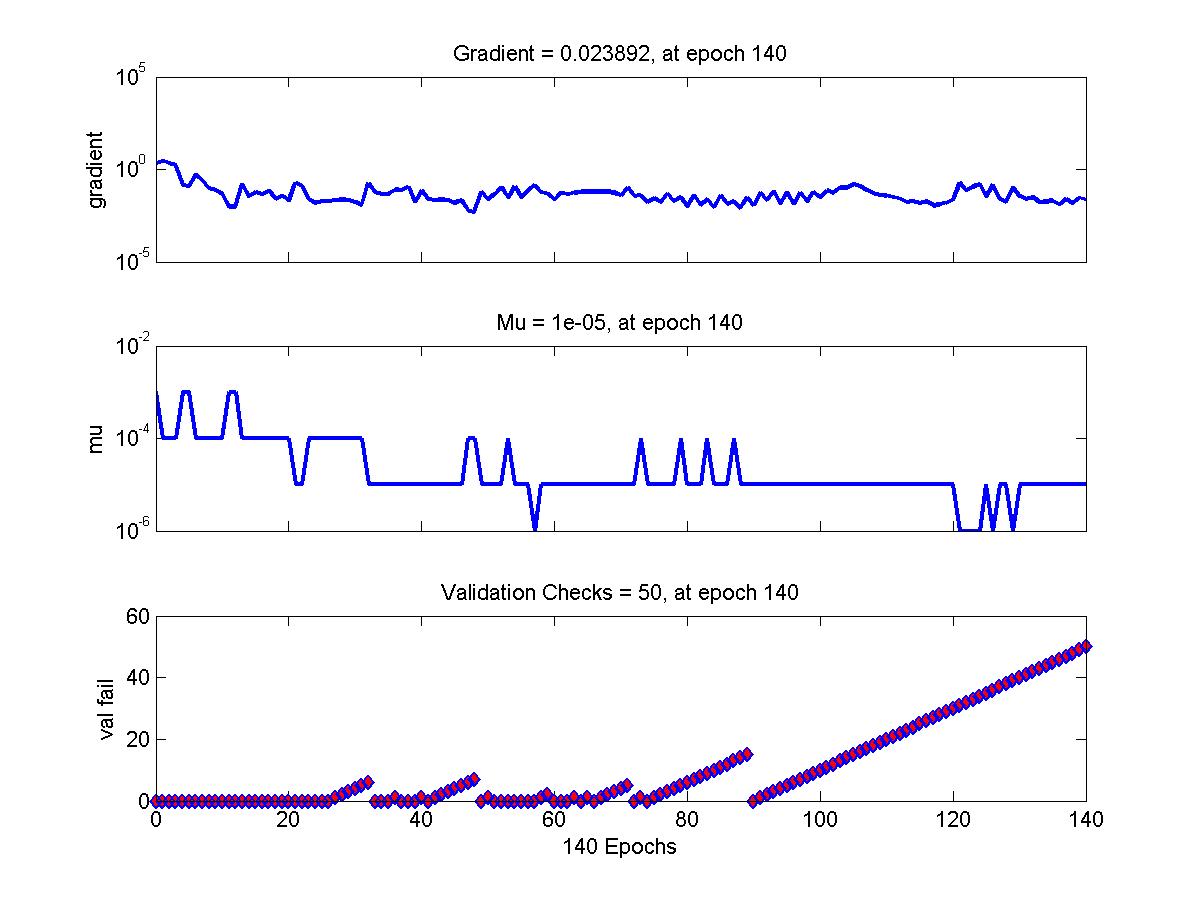 Gradient = 0.023892, at epoch 140
10^5
10^0
10^-5
gradient
Mu = 1e-05, at epoch 140
10^-2
10^-4
10^-6
mu
Validation Checks = 50, at epoch 140
60
40
20
0
val fail
0 20 40 60 80 100 120 140
140 Epochs